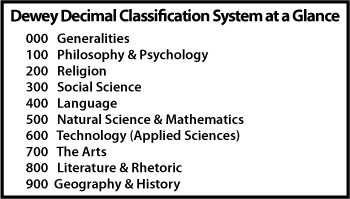 Dewey Decimal Classification System at a Glance
000 Generalities
100 Philosophy & Psychology
200 Religion
300 Social Science
400 Language
500 Natural Science & Mathematics
600 Technology (Applied Sciences)
700 The Arts
800 Literature & Rhetoric
900 Geography & History